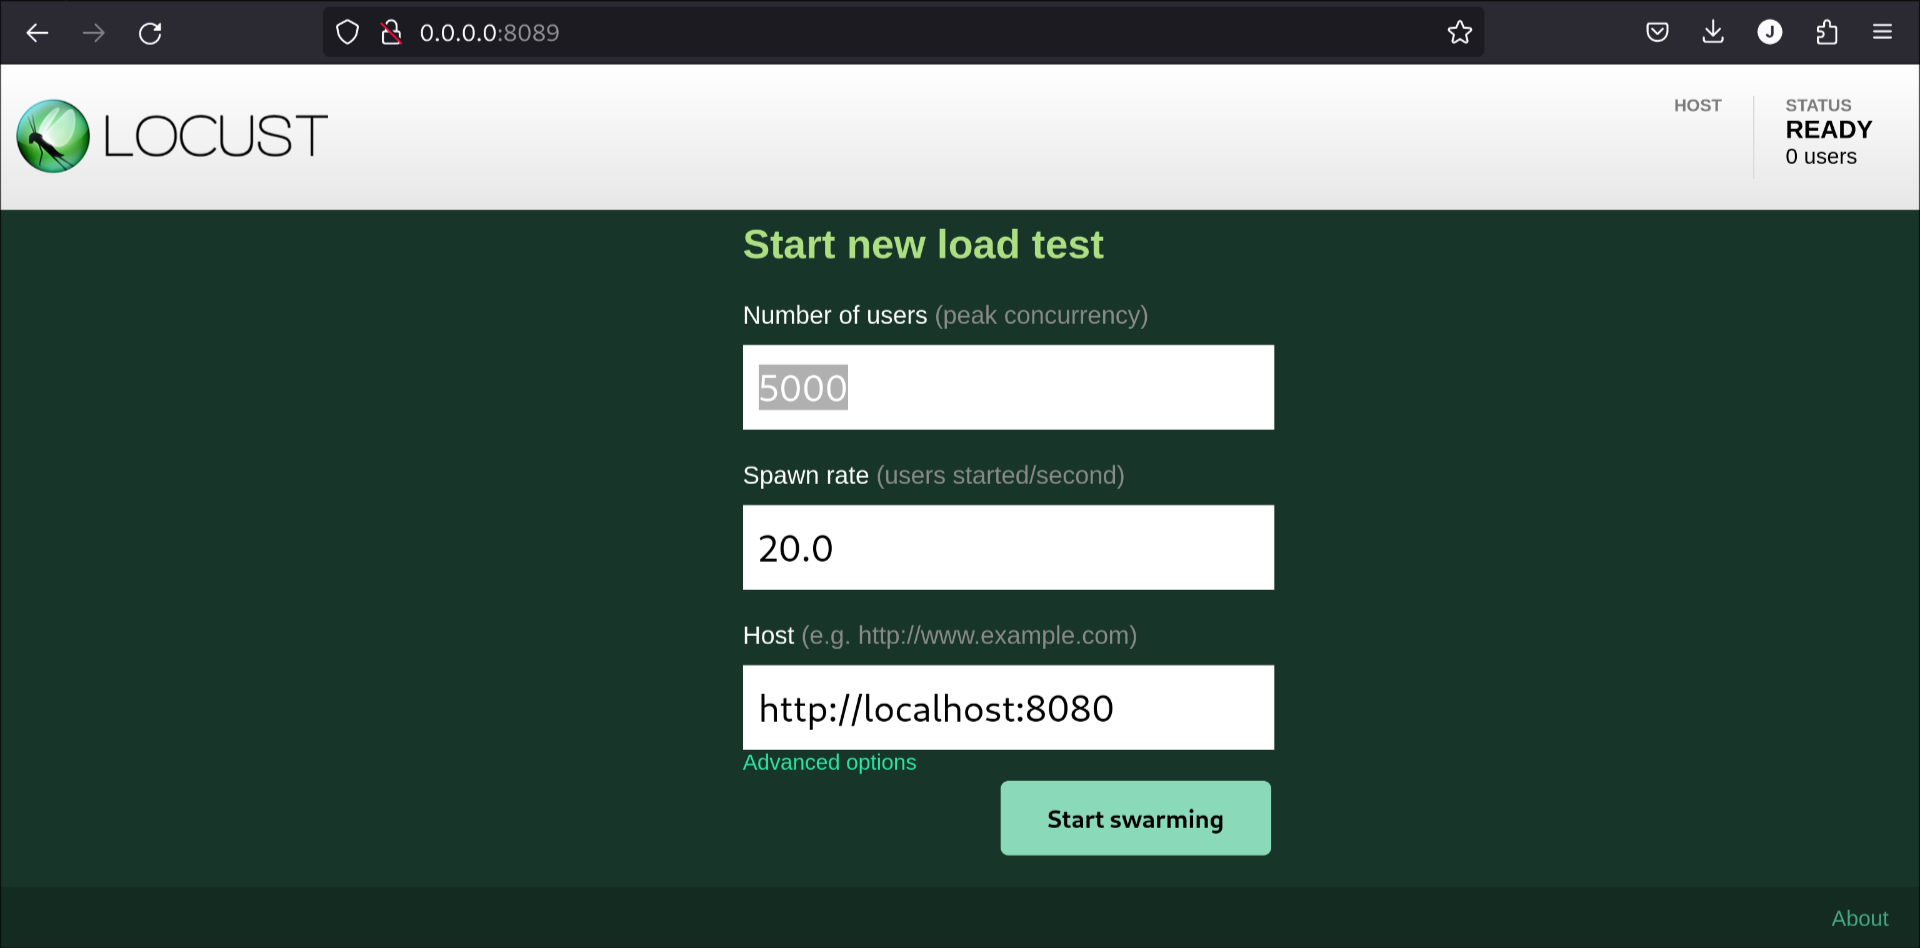 0.0.0.0:8089
J
LOCUST
HOST
STATUS
READY
0 users
Start new load test
Number of users (peak concurrency)
5000
Spawn rate (users started/second)
20.0
Host (e.g. http://www.example.com)
http://localhost:8080
Advanced options
Start swarming
About